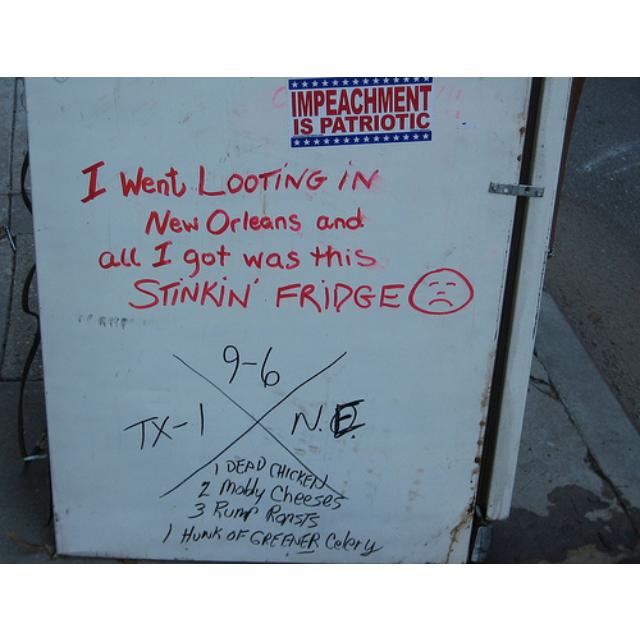 IMPEACHMENT
IS PATRIOTIC
I Went LOOTING iN
New Orleans and
all I got was this
STiNKiN' FRIDGE
9-6
TX-1 N.E.
1 DEAD CHICKEN
2 Moldy Cheeses
3 Rump Roasts
1 HUNK OF GREENER Celery